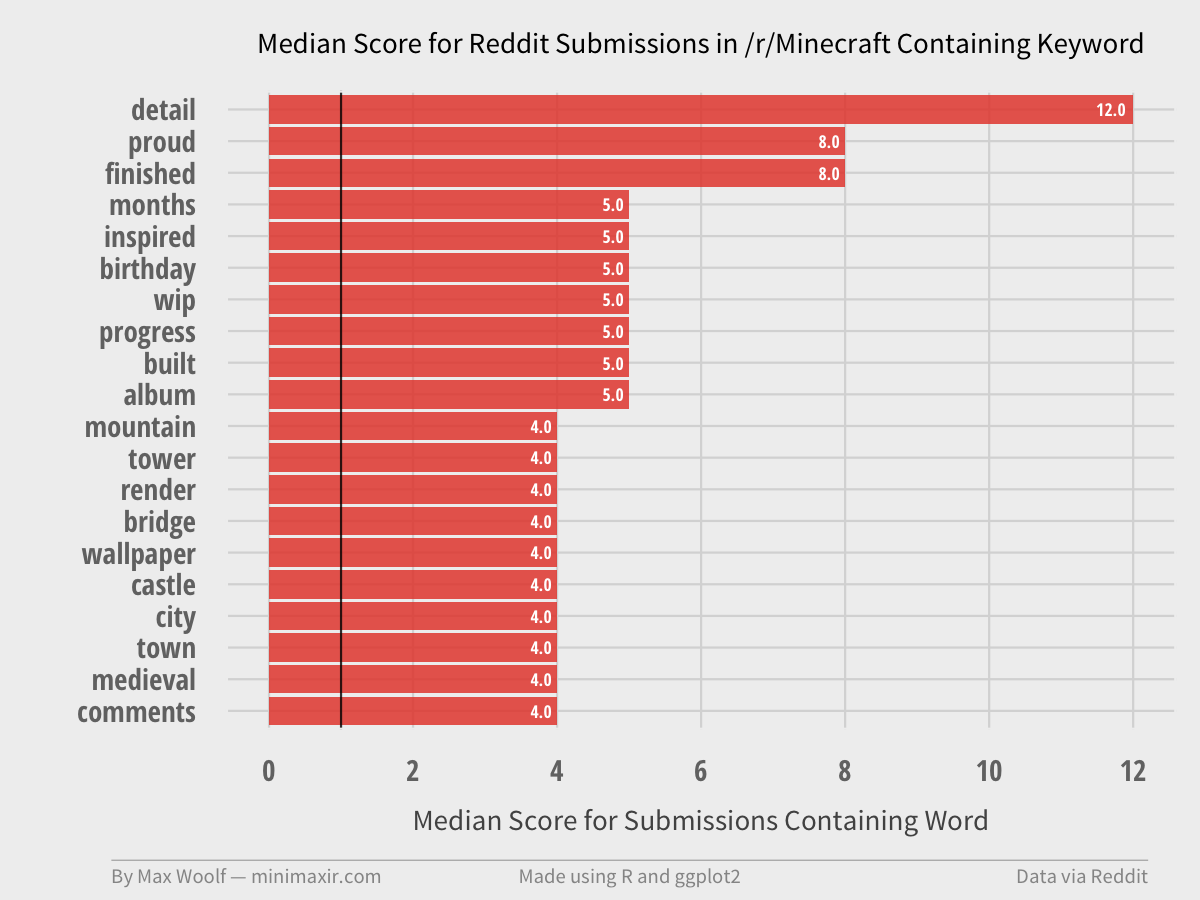 Median Score for Reddit Submissions in /r/Minecraft Containing Keyword
detail 12.0
proud 8.0
finished 8.0
months 5.0
inspired 5.0
birthday 5.0
wip 5.0
progress 5.0
built 5.0
album 5.0
mountain 4.0
tower 4.0
render 4.0
bridge 4.0
wallpaper 4.0
castle 4.0
city 4.0
town 4.0
medieval 4.0
comments 4.0
0 2 4 6 8 10 12
Median Score for Submissions Containing Word
By Max Woolf — minimaxir.com Made using R and ggplot2 Data via Reddit